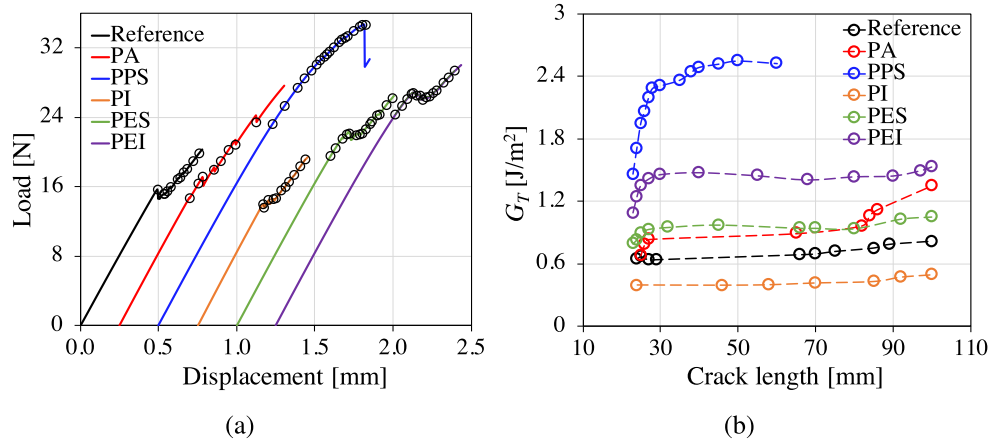 32
24
16
8
0
Load [N]
Reference
PA
PPS
PI
PES
PEI
0.0
0.5
1.0
1.5
2.0
2.5
Displacement [mm]
(a)
3
2.4
1.8
1.2
0.6
0
G_T [J/m²]
Reference
PA
PPS
PI
PES
PEI
10
30
50
70
90
110
Crack length [mm]
(b)